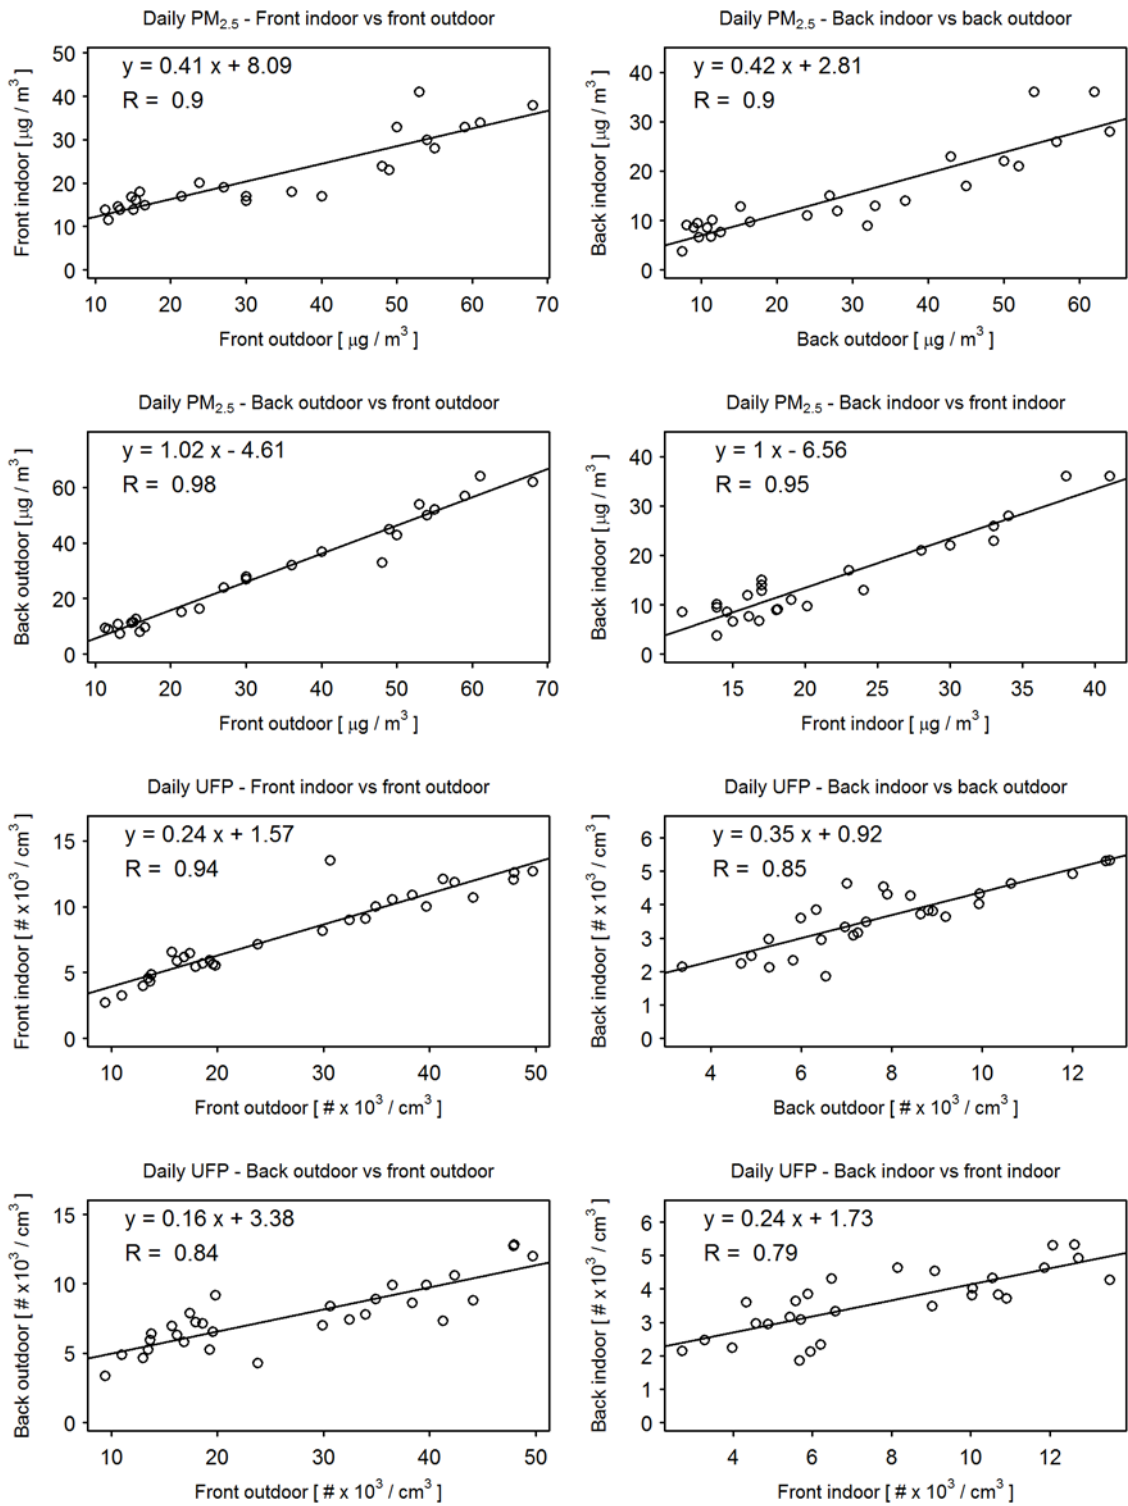 Daily PM2.5 - Front indoor vs front outdoor
y = 0.41 x + 8.09
R = 0.9
Front indoor [ μg / m3 ]
50
40
30
20
10
0
10 20 30 40 50 60 70
Front outdoor [ μg / m3 ]
Daily PM2.5 - Back indoor vs back outdoor
y = 0.42 x + 2.81
R = 0.9
Back indoor [ μg / m3 ]
40
30
20
10
0
10 20 30 40 50 60
Back outdoor [ μg / m3 ]
Daily PM2.5 - Back outdoor vs front outdoor
y = 1.02 x - 4.61
R = 0.98
Back outdoor [ μg / m3 ]
60
40
20
0
10 20 30 40 50 60 70
Front outdoor [ μg / m3 ]
Daily PM2.5 - Back indoor vs front indoor
y = 1 x - 6.56
R = 0.95
Back indoor [ μg / m3 ]
40
30
20
10
0
15 20 25 30 35 40
Front indoor [ μg / m3 ]
Daily UFP - Front indoor vs front outdoor
y = 0.24 x + 1.57
R = 0.94
Front indoor [ # x 103 / cm3 ]
15
10
5
0
10 20 30 40 50
Front outdoor [ # x 103 / cm3 ]
Daily UFP - Back indoor vs back outdoor
y = 0.35 x + 0.92
R = 0.85
Back indoor [ # x 103 / cm3 ]
6
5
4
3
2
1
0
4 6 8 10 12
Back outdoor [ # x 103 / cm3 ]
Daily UFP - Back outdoor vs front outdoor
y = 0.16 x + 3.38
R = 0.84
Back outdoor [ # x 103 / cm3 ]
15
10
5
0
10 20 30 40 50
Front outdoor [ # x 103 / cm3 ]
Daily UFP - Back indoor vs front indoor
y = 0.24 x + 1.73
R = 0.79
Back indoor [ # x 103 / cm3 ]
6
5
4
3
2
1
0
4 6 8 10 12
Front indoor [ # x 103 / cm3 ]